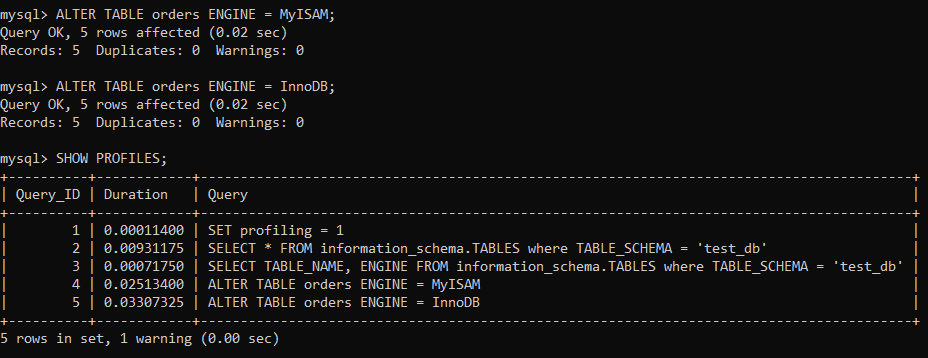 mysql> ALTER TABLE orders ENGINE = MyISAM;
Query OK, 5 rows affected (0.02 sec)
Records: 5  Duplicates: 0  Warnings: 0

mysql> ALTER TABLE orders ENGINE = InnoDB;
Query OK, 5 rows affected (0.02 sec)
Records: 5  Duplicates: 0  Warnings: 0

mysql> SHOW PROFILES;
+----------+------------+---------------------------------------------------------------------------------------+
| Query_ID | Duration   | Query                                                                                 |
+----------+------------+---------------------------------------------------------------------------------------+
|        1 | 0.00011400 | SET profiling = 1                                                                     |
|        2 | 0.00931175 | SELECT * FROM information_schema.TABLES where TABLE_SCHEMA = 'test_db'                |
|        3 | 0.00071750 | SELECT TABLE_NAME, ENGINE FROM information_schema.TABLES where TABLE_SCHEMA = 'test_db' |
|        4 | 0.02513400 | ALTER TABLE orders ENGINE = MyISAM                                                    |
|        5 | 0.03307325 | ALTER TABLE orders ENGINE = InnoDB                                                    |
+----------+------------+---------------------------------------------------------------------------------------+
5 rows in set, 1 warning (0.00 sec)